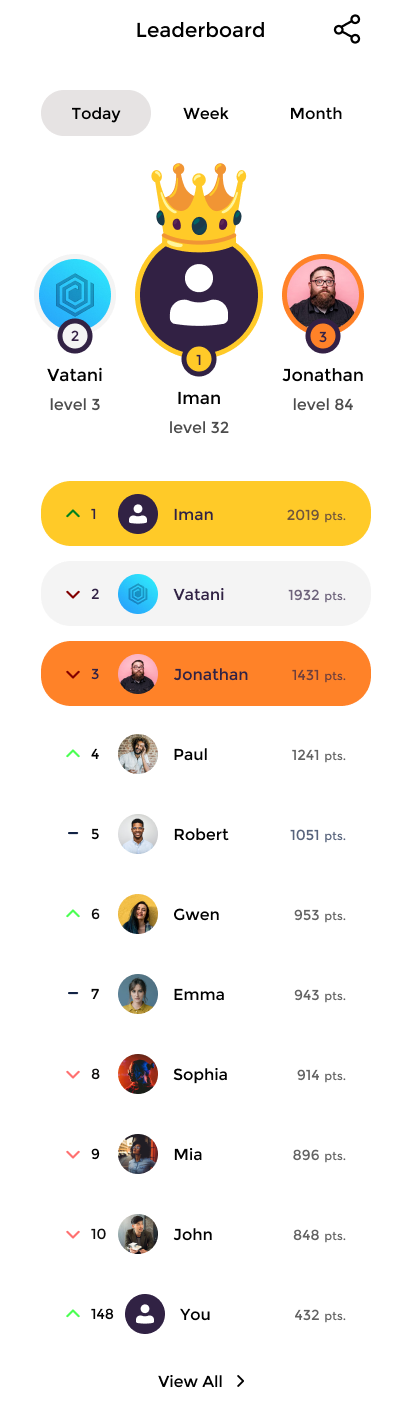 Leaderboard
Today Week Month
2 1 3
Vatani Iman Jonathan
level 3 level 32 level 84
1 Iman 2019 pts.
2 Vatani 1932 pts.
3 Jonathan 1431 pts.
4 Paul 1241 pts.
5 Robert 1051 pts.
6 Gwen 953 pts.
7 Emma 943 pts.
8 Sophia 914 pts.
9 Mia 896 pts.
10 John 848 pts.
148 You 432 pts.
View All